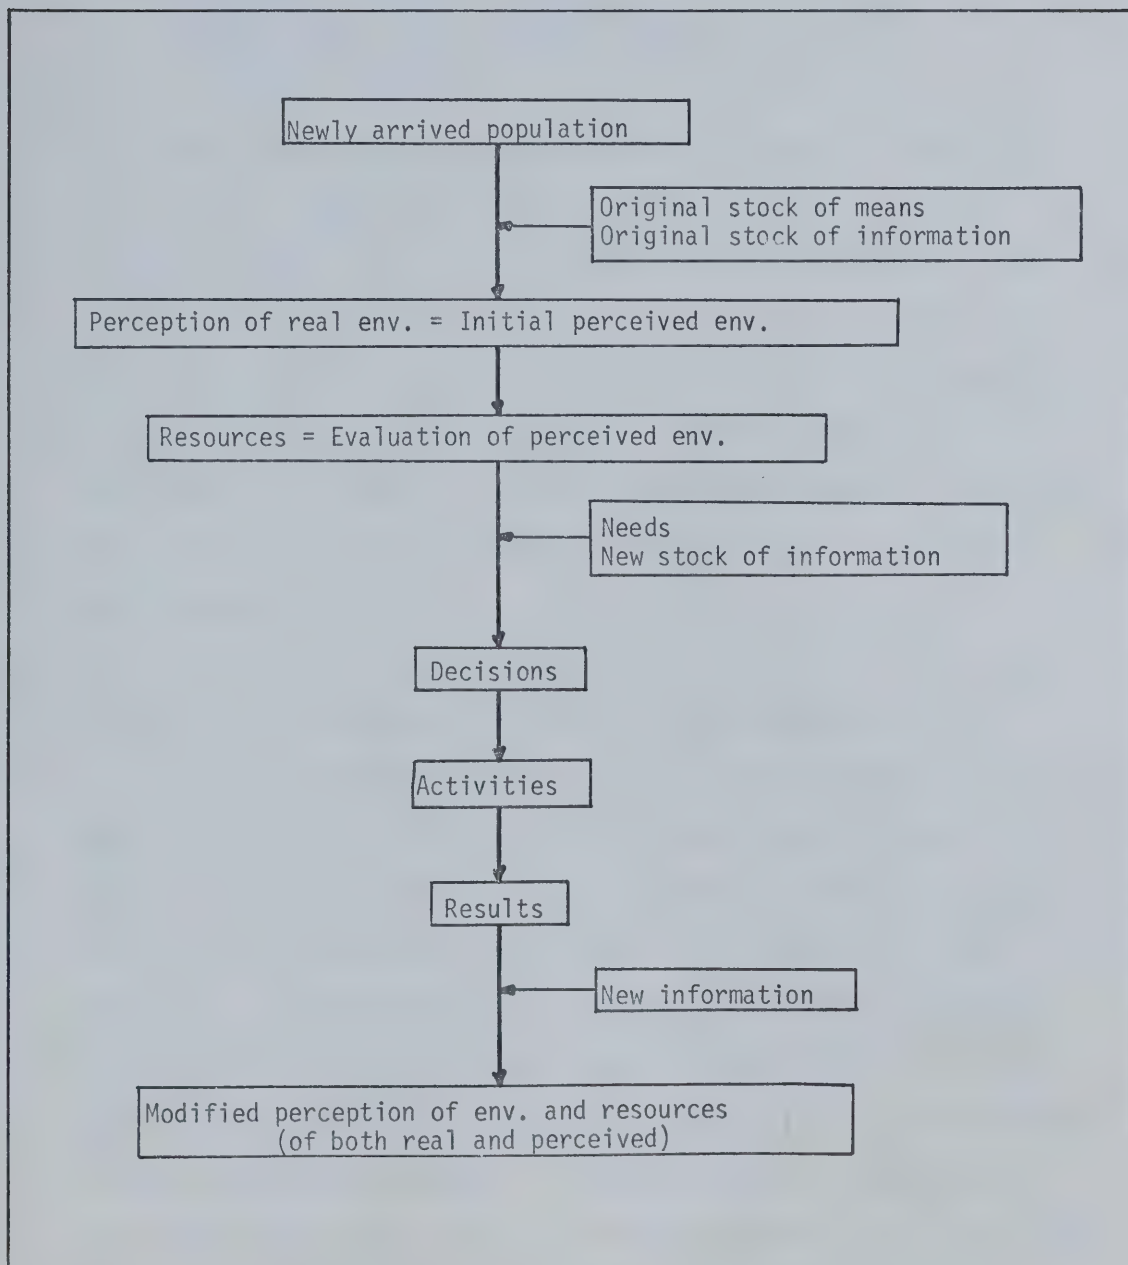 Newly arrived population
Original stock of means
Original stock of information
Perception of real env. = Initial perceived env.
Resources = Evaluation of perceived env.
Needs
New stock of information
Decisions
Activities
Results
New information
Modified perception of env. and resources
(of both real and perceived)